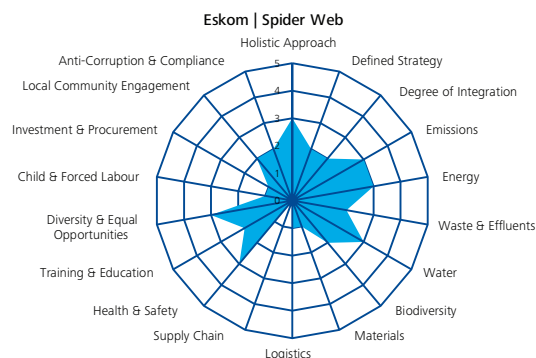 Eskom | Spider Web
Holistic Approach
Anti-Corruption & Compliance
Defined Strategy
Local Community Engagement
Degree of Integration
Investment & Procurement
Emissions
Child & Forced Labour
Energy
Diversity & Equal
Opportunities
Waste & Effluents
Training & Education
Water
Health & Safety
Biodiversity
Supply Chain
Materials
Logistics
5
4
3
2
1
0